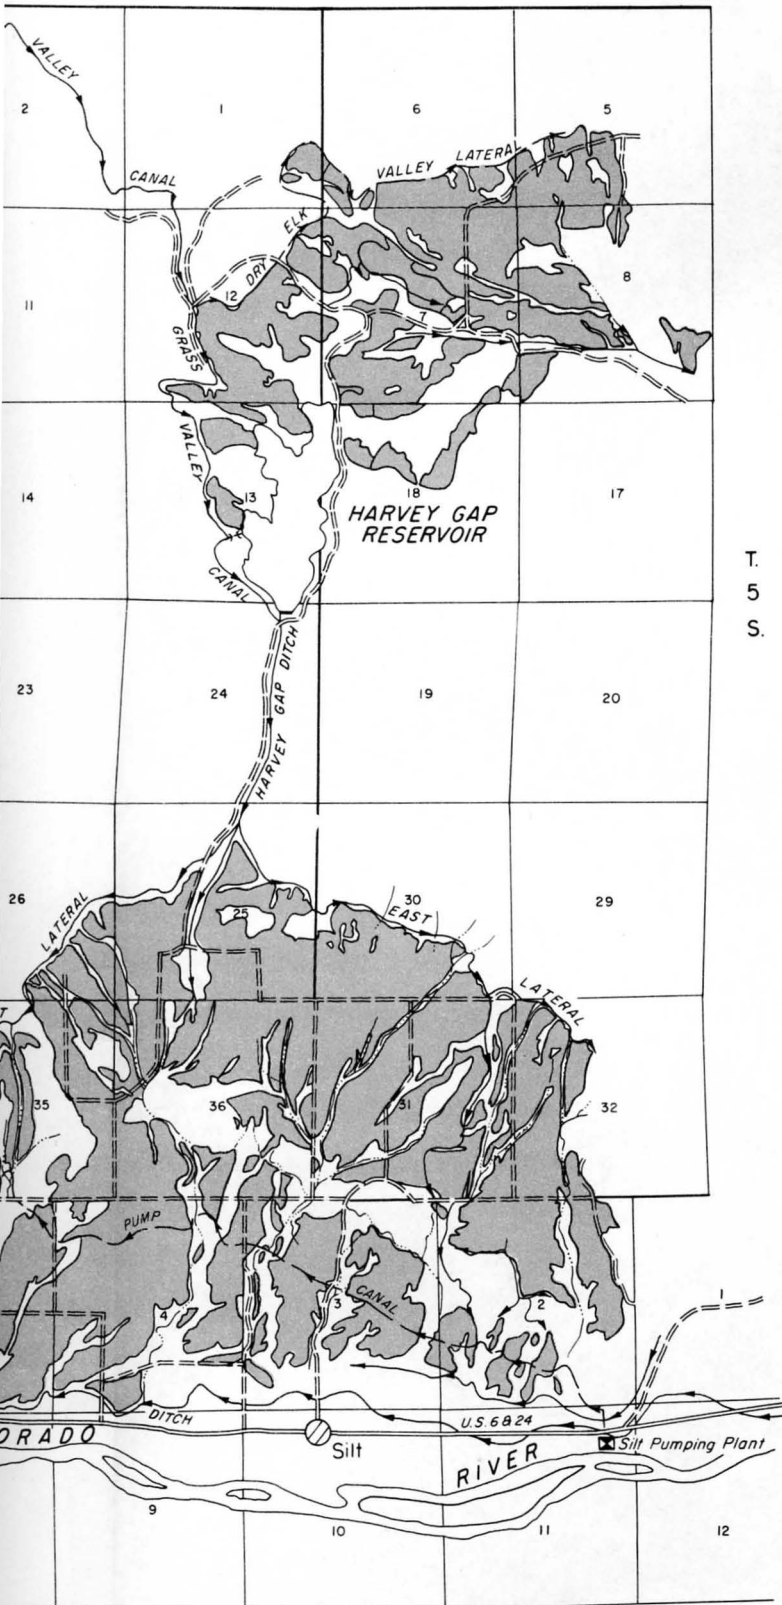 VALLEY
2
1
6
5
VALLEY LATERAL
CANAL
ELK
DRY
8
11
12
7
GRASS
VALLEY
14
13
18
17
HARVEY GAP
RESERVOIR
T.
5
S.
CANAL
HARVEY GAP DITCH
23
24
19
20
26
LATERAL
25
30
EAST
29
LATERAL
T
35
36
31
32
PUMP
CANAL
4
3
2
1
DITCH
U.S. 6 & 24
ORADO
Silt
RIVER
Silt Pumping Plant
9
10
11
12